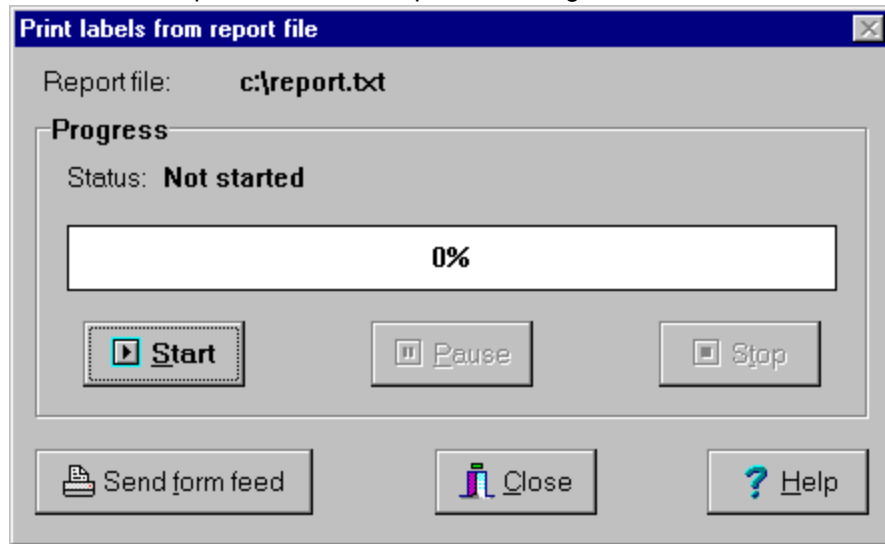 Print labels from report file
Report file: c:\report.txt
Progress
Status: Not started
0%
Start Pause Stop
Send form feed Close ? Help